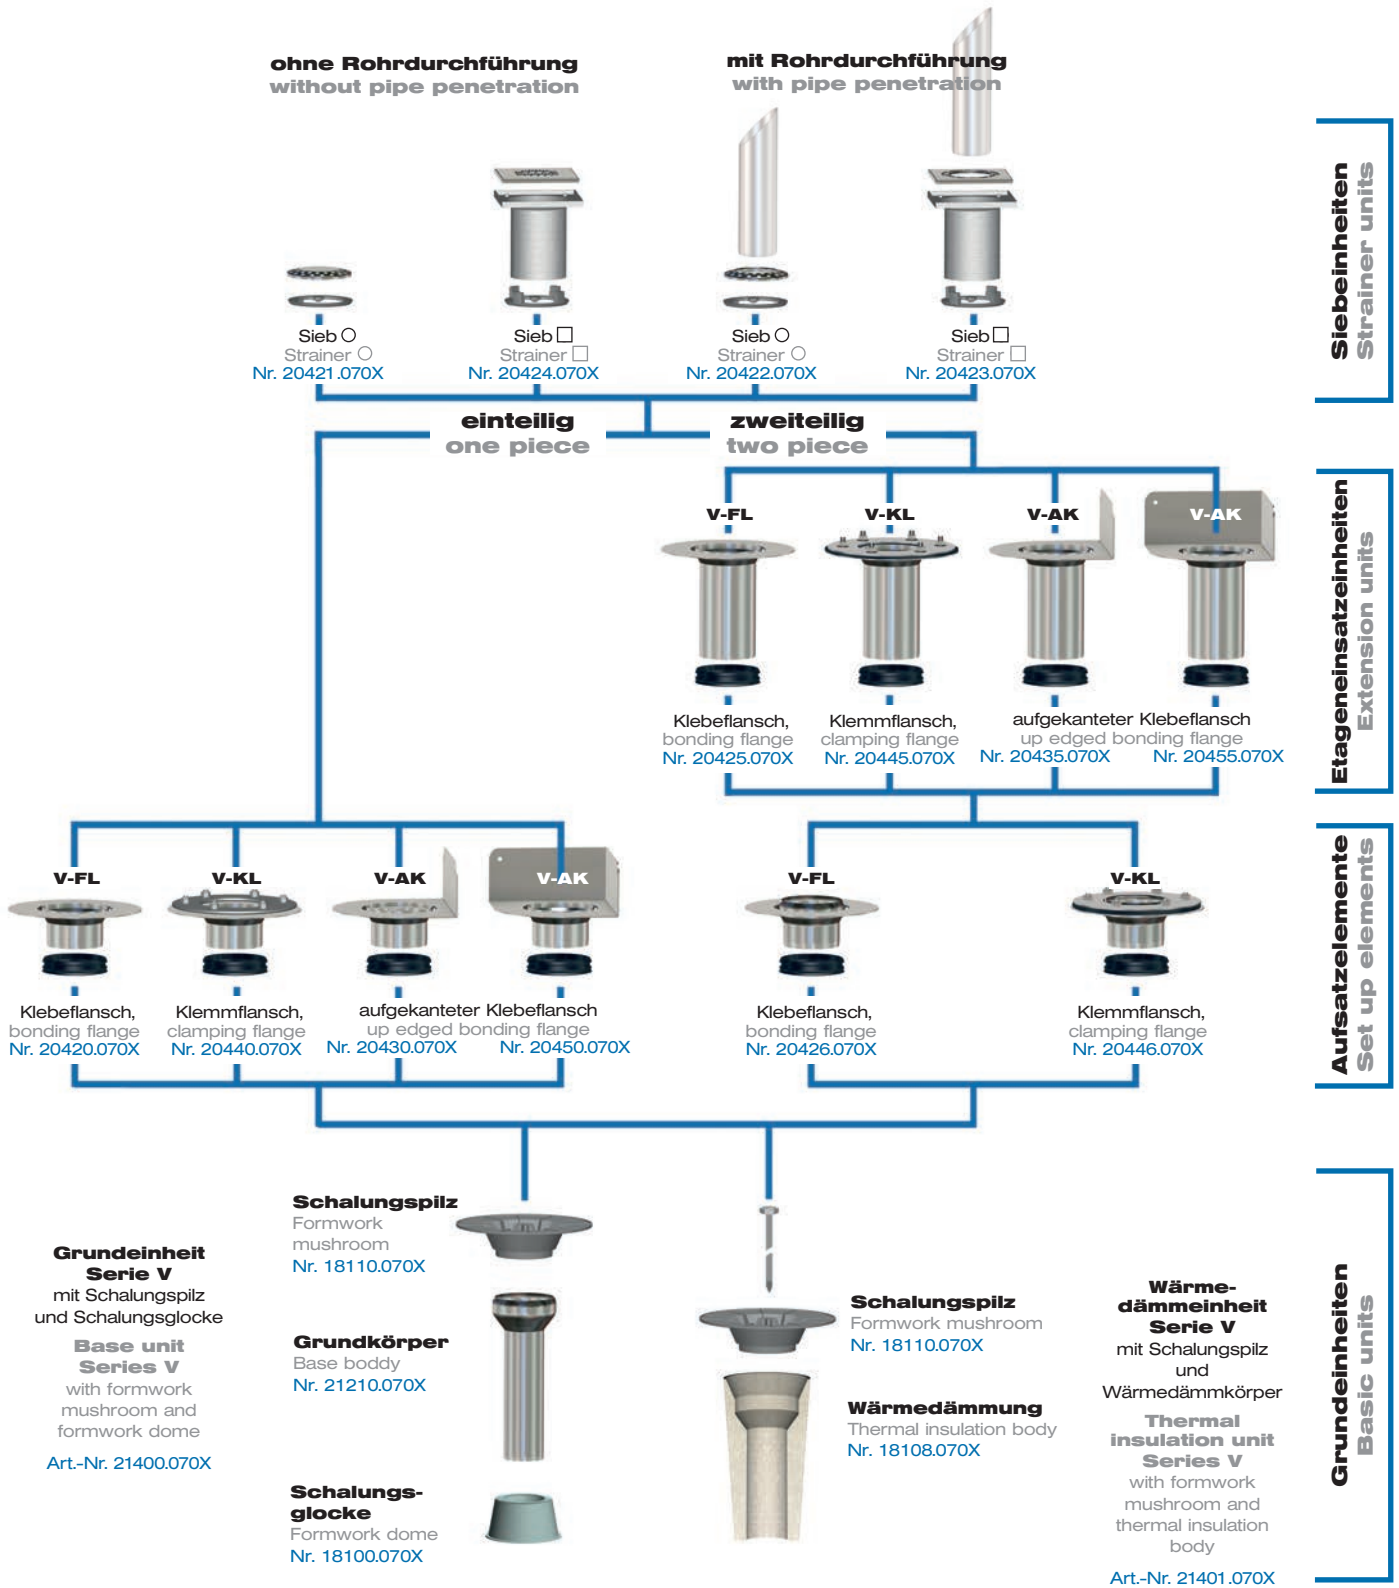 ohne Rohrdurchführung
without pipe penetration
mit Rohrdurchführung
with pipe penetration
Siebeinheiten
Strainer units
Sieb
Strainer
Nr. 20421.070X
Sieb
Strainer
Nr. 20424.070X
Sieb
Strainer
Nr. 20422.070X
Sieb
Strainer
Nr. 20423.070X
einteilig
one piece
zweiteilig
two piece
Etageneinsatzeinheiten
Extension units
V-FL
V-KL
V-AK
V-AK
Klebeflansch,
bonding flange
Nr. 20425.070X
Klemmflansch,
clamping flange
Nr. 20445.070X
aufgekanteter Klebeflansch
up edged bonding flange
Nr. 20435.070X
Nr. 20455.070X
Aufsatzelemente
Set up elements
V-FL
V-KL
V-AK
V-AK
V-FL
V-KL
Klebeflansch,
bonding flange
Nr. 20420.070X
Klemmflansch,
clamping flange
Nr. 20440.070X
aufgekanteter Klebeflansch
up edged bonding flange
Nr. 20430.070X
Nr. 20450.070X
Klebeflansch,
bonding flange
Nr. 20426.070X
Klemmflansch,
clamping flange
Nr. 20446.070X
Grundeinheiten
Basic units
Grundeinheit
Serie V
mit Schalungspilz
und Schalungsglocke
Base unit
Series V
with formwork
mushroom and
formwork dome
Art.-Nr. 21400.070X
Schalungspilz
Formwork
mushroom
Nr. 18110.070X
Grundkörper
Base boddy
Nr. 21210.070X
Schalungs-
glocke
Formwork dome
Nr. 18100.070X
Schalungspilz
Formwork mushroom
Nr. 18110.070X
Wärmedämmung
Thermal insulation body
Nr. 18108.070X
Wärme-
dämmeinheit
Serie V
mit Schalungspilz
und
Wärmedämmkörper
Thermal
insulation unit
Series V
with formwork
mushroom and
thermal insulation
body
Art.-Nr. 21401.070X